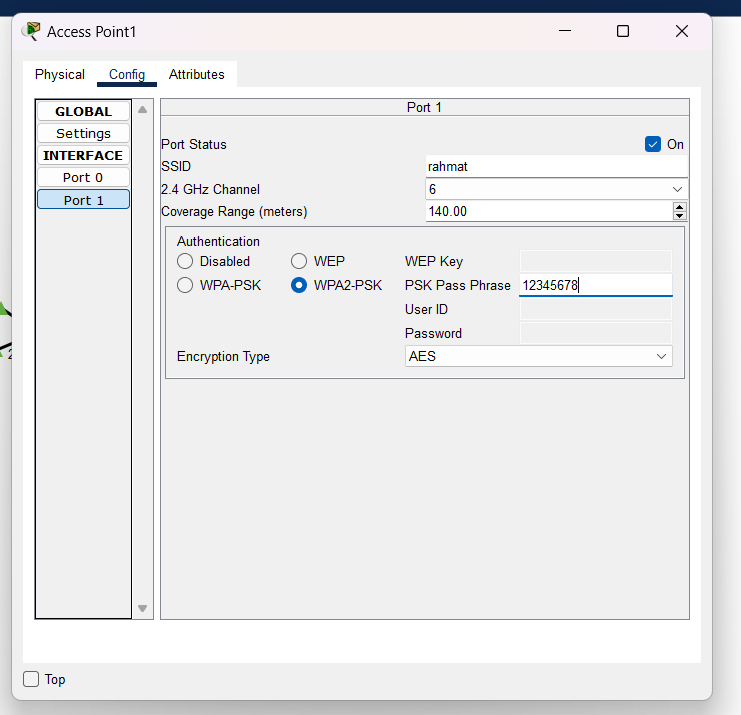 Access Point1
Physical Config Attributes
GLOBAL
Settings
INTERFACE
Port 0
Port 1
Port 1
Port Status On
SSID rahmat
2.4 GHz Channel 6
Coverage Range (meters) 140.00
Authentication
Disabled WEP WEP Key
WPA-PSK WPA2-PSK PSK Pass Phrase 12345678
User ID
Password
Encryption Type AES
Top